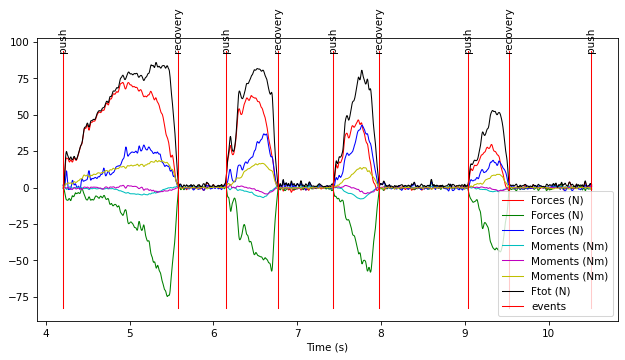 push
recovery
push
recovery
push
recovery
push
recovery
push
100
75
50
25
0
−25
−50
−75
4
5
6
7
8
9
10
Time (s)
Forces (N)
Forces (N)
Forces (N)
Moments (Nm)
Moments (Nm)
Moments (Nm)
Ftot (N)
events